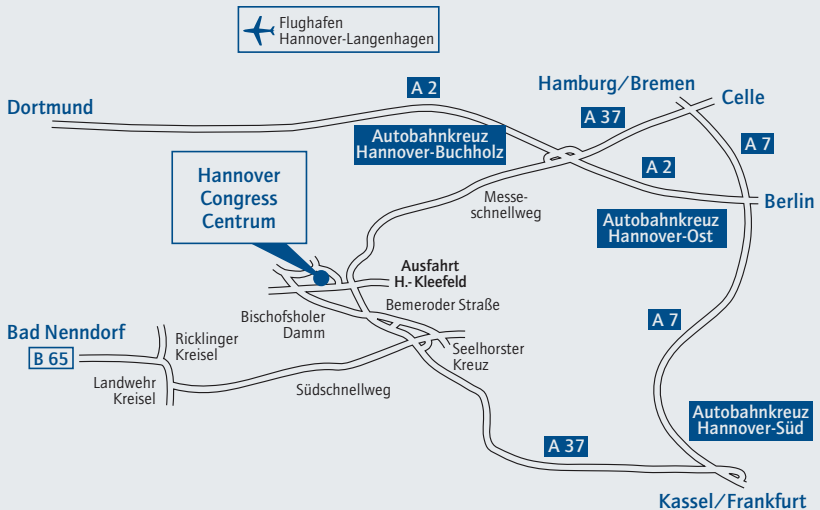 Flughafen
Hannover-Langenhagen
Hamburg/Bremen
A 2
Celle
Dortmund
A 37
A 7
Autobahnkreuz
Hannover-Buchholz
A 2
Hannover
Congress
Centrum
Messe-
schnellweg
Berlin
Autobahnkreuz
Hannover-Ost
Ausfahrt
H.- Kleefeld
Bemeroder Straße
Bischofsholer
Damm
A 7
Bad Nenndorf
B 65
Ricklinger
Kreisel
Seelhorster
Kreuz
Landwehr
Kreisel
Südschnellweg
Autobahnkreuz
Hannover-Süd
A 37
Kassel/Frankfurt